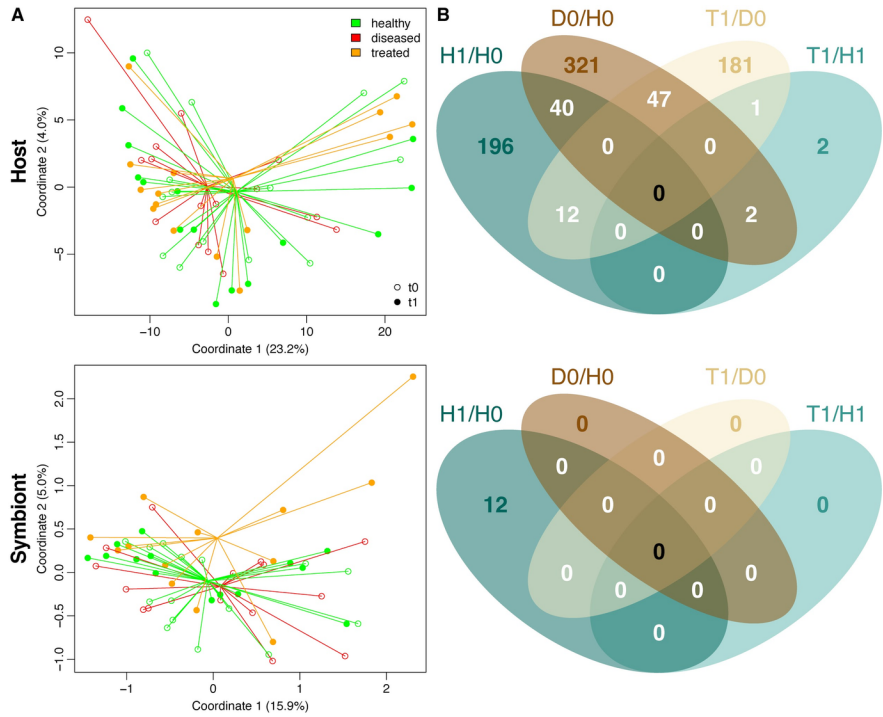 A
healthy
diseased
treated
t0
t1
Host
Coordinate 2 (4.0%)
10
5
0
−5
−10
0
10
20
Coordinate 1 (23.2%)
B
D0/H0
T1/D0
H1/H0
T1/H1
321
181
40
47
1
196
0
0
2
0
12
2
0
0
0
Symbiont
Coordinate 2 (5.0%)
2.0
1.5
1.0
0.5
0.0
−0.5
−1.0
−1
0
1
2
Coordinate 1 (15.9%)
D0/H0
T1/D0
H1/H0
T1/H1
0
0
0
0
0
12
0
0
0
0
0
0
0
0
0